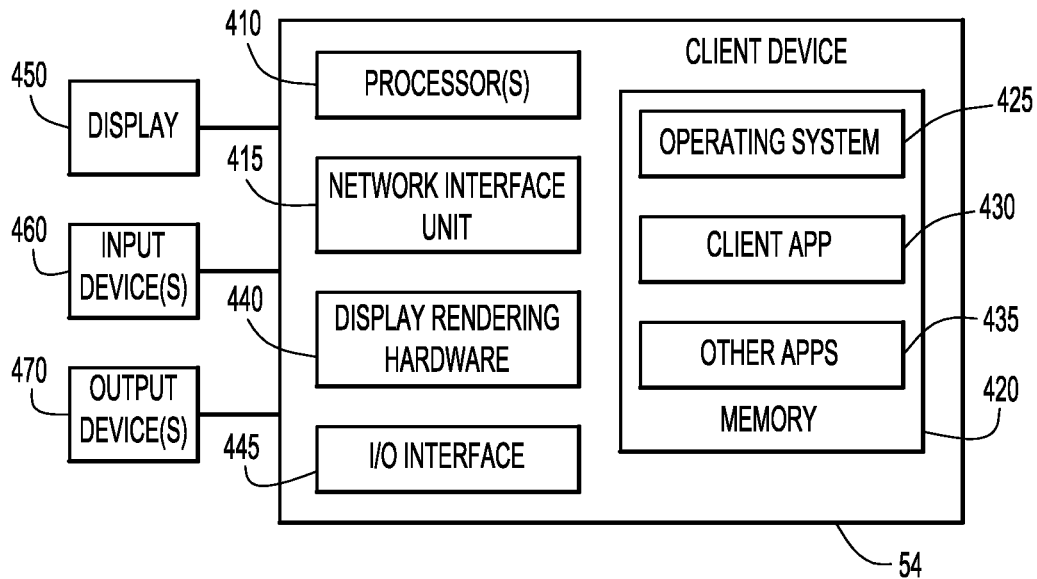 410
CLIENT DEVICE
450
PROCESSOR(S)
425
DISPLAY
OPERATING SYSTEM
415
NETWORK INTERFACE
UNIT
460
430
INPUT
DEVICE(S)
CLIENT APP
440
DISPLAY RENDERING
HARDWARE
435
OTHER APPS
470
OUTPUT
DEVICE(S)
420
MEMORY
445
I/O INTERFACE
54